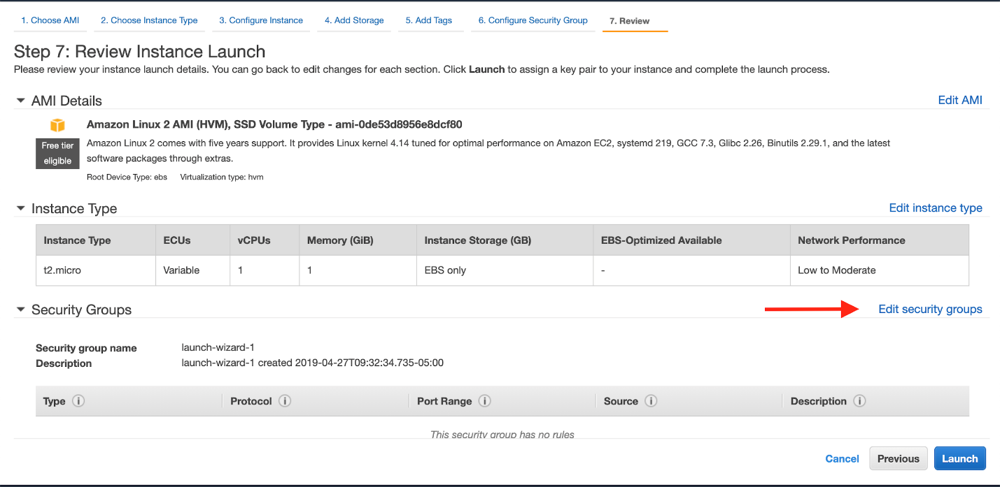 1. Choose AMI 2. Choose Instance Type 3. Configure Instance 4. Add Storage 5. Add Tags 6. Configure Security Group 7. Review
Step 7: Review Instance Launch
Please review your instance launch details. You can go back to edit changes for each section. Click Launch to assign a key pair to your instance and complete the launch process.
AMI Details Edit AMI
Amazon Linux 2 AMI (HVM), SSD Volume Type - ami-0de53d8956e8dcf80
Free tier
eligible
Amazon Linux 2 comes with five years support. It provides Linux kernel 4.14 tuned for optimal performance on Amazon EC2, systemd 219, GCC 7.3, Glibc 2.26, Binutils 2.29.1, and the latest
software packages through extras.
Root Device Type: ebs Virtualization type: hvm
Instance Type Edit instance type
Instance Type ECUs vCPUs Memory (GiB) Instance Storage (GB) EBS-Optimized Available Network Performance
t2.micro Variable 1 1 EBS only - Low to Moderate
Security Groups Edit security groups
Security group name launch-wizard-1
Description launch-wizard-1 created 2019-04-27T09:32:34.735-05:00
Type i Protocol i Port Range i Source i Description i
This security group has no rules
Cancel Previous Launch